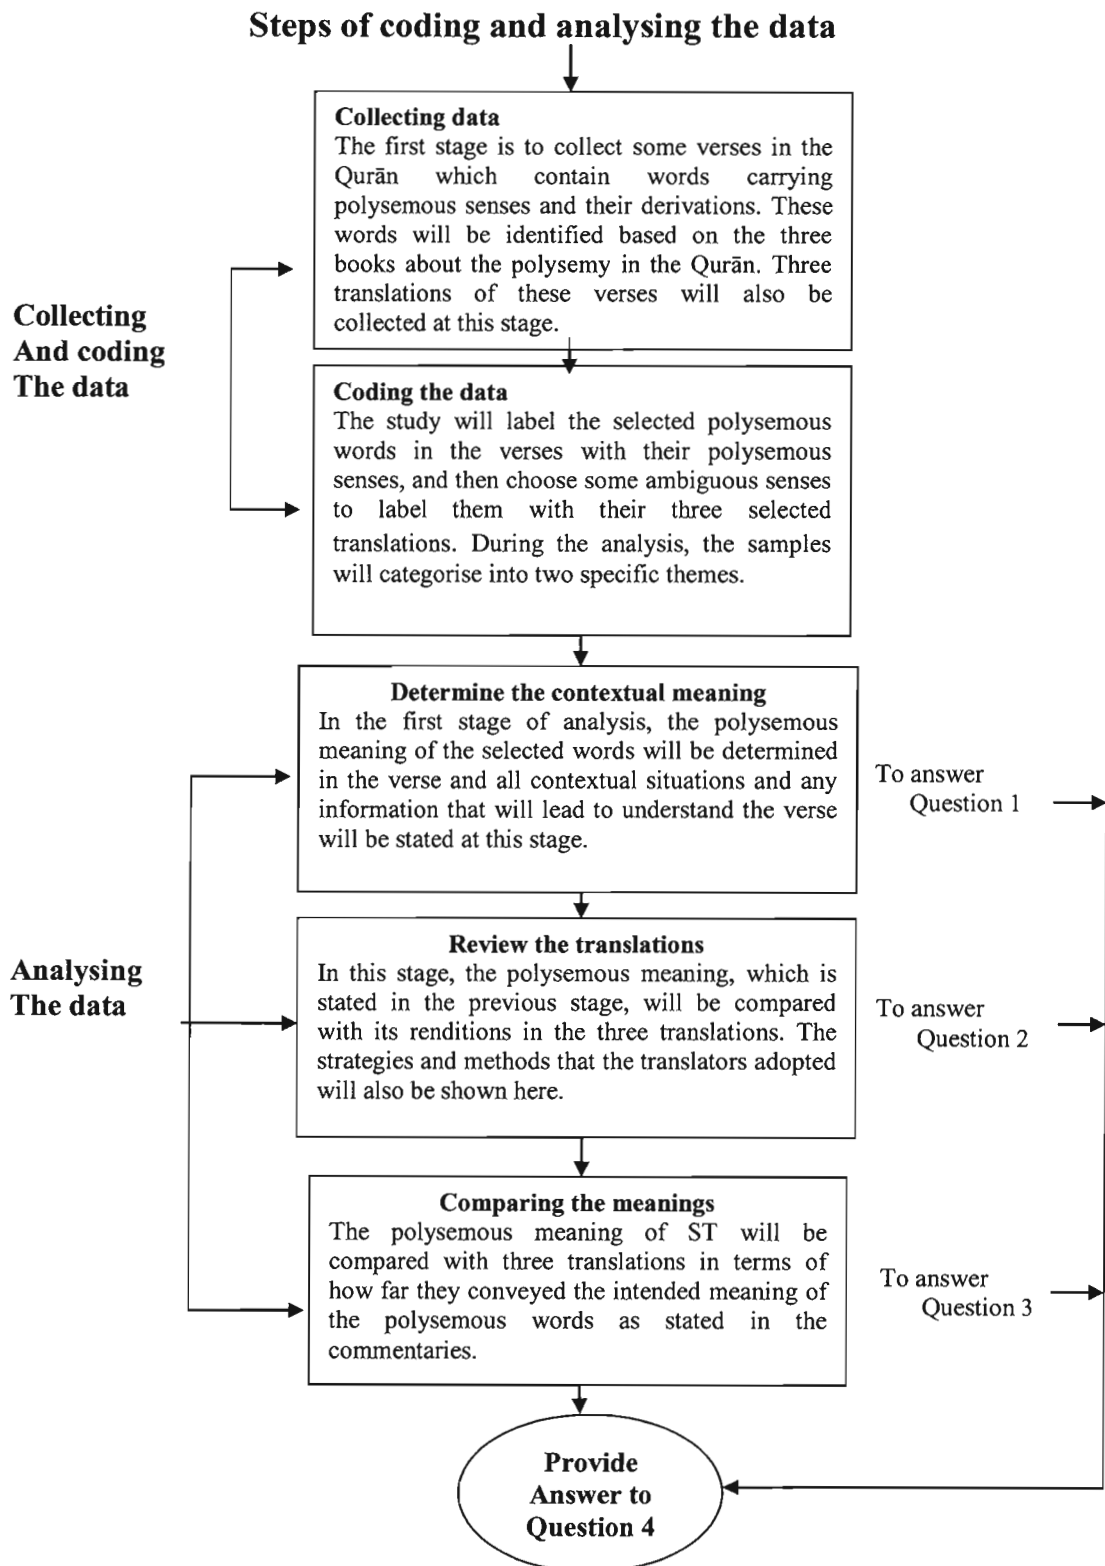 Steps of coding and analysing the data
Collecting data
The first stage is to collect some verses in the
Qurān which contain words carrying
polysemous senses and their derivations. These
words will be identified based on the three
books about the polysemy in the Qurān. Three
translations of these verses will also be
collected at this stage.
Collecting
And coding
The data
Coding the data
The study will label the selected polysemous
words in the verses with their polysemous
senses, and then choose some ambiguous senses
to label them with their three selected
translations. During the analysis, the samples
will categorise into two specific themes.
Determine the contextual meaning
In the first stage of analysis, the polysemous
meaning of the selected words will be determined
in the verse and all contextual situations and any
information that will lead to understand the verse
will be stated at this stage.
To answer
Question 1
Analysing
The data
Review the translations
In this stage, the polysemous meaning, which is
stated in the previous stage, will be compared
with its renditions in the three translations. The
strategies and methods that the translators adopted
will also be shown here.
To answer
Question 2
Comparing the meanings
The polysemous meaning of ST will be
compared with three translations in terms of
how far they conveyed the intended meaning of
the polysemous words as stated in the
commentaries.
To answer
Question 3
Provide
Answer to
Question 4